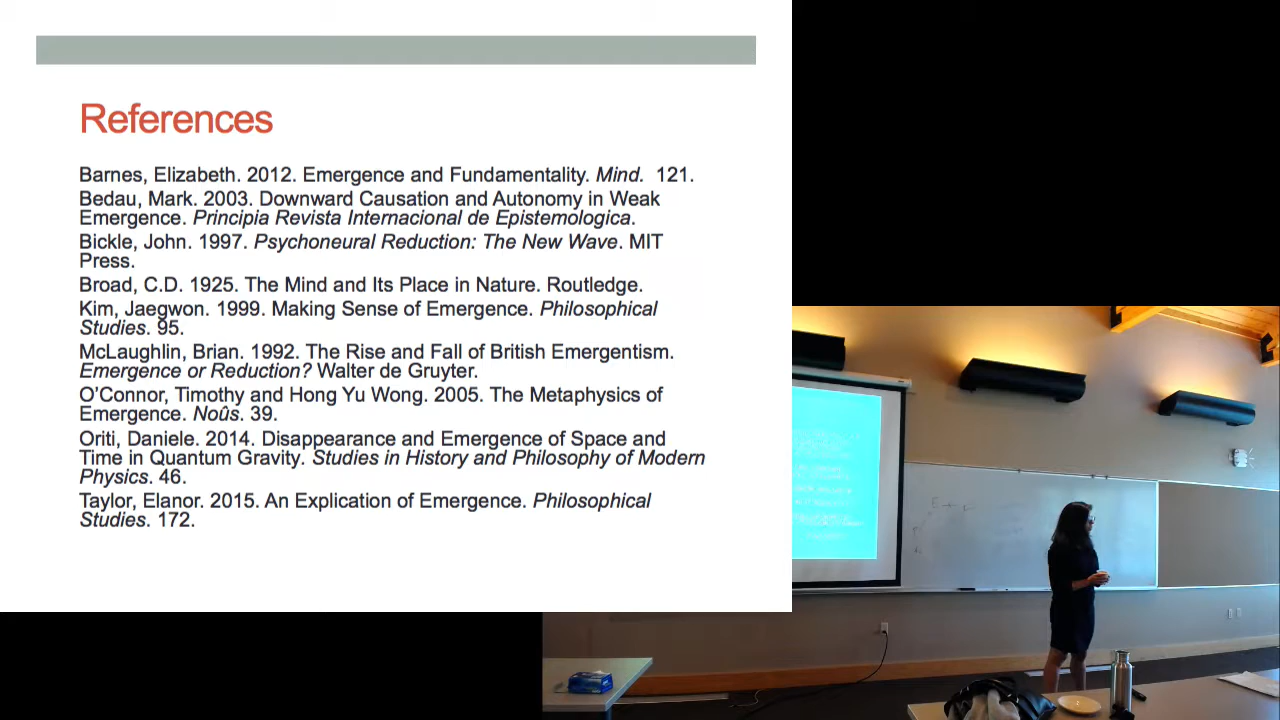 References
Barnes, Elizabeth. 2012. Emergence and Fundamentality. Mind. 121.
Bedau, Mark. 2003. Downward Causation and Autonomy in Weak
Emergence. Principia Revista Internacional de Epistemologica.
Bickle, John. 1997. Psychoneural Reduction: The New Wave. MIT
Press.
Broad, C.D. 1925. The Mind and Its Place in Nature. Routledge.
Kim, Jaegwon. 1999. Making Sense of Emergence. Philosophical
Studies. 95.
McLaughlin, Brian. 1992. The Rise and Fall of British Emergentism.
Emergence or Reduction? Walter de Gruyter.
O'Connor, Timothy and Hong Yu Wong. 2005. The Metaphysics of
Emergence. Noûs. 39.
Oriti, Daniele. 2014. Disappearance and Emergence of Space and
Time in Quantum Gravity. Studies in History and Philosophy of Modern
Physics. 46.
Taylor, Elanor. 2015. An Explication of Emergence. Philosophical
Studies. 172.